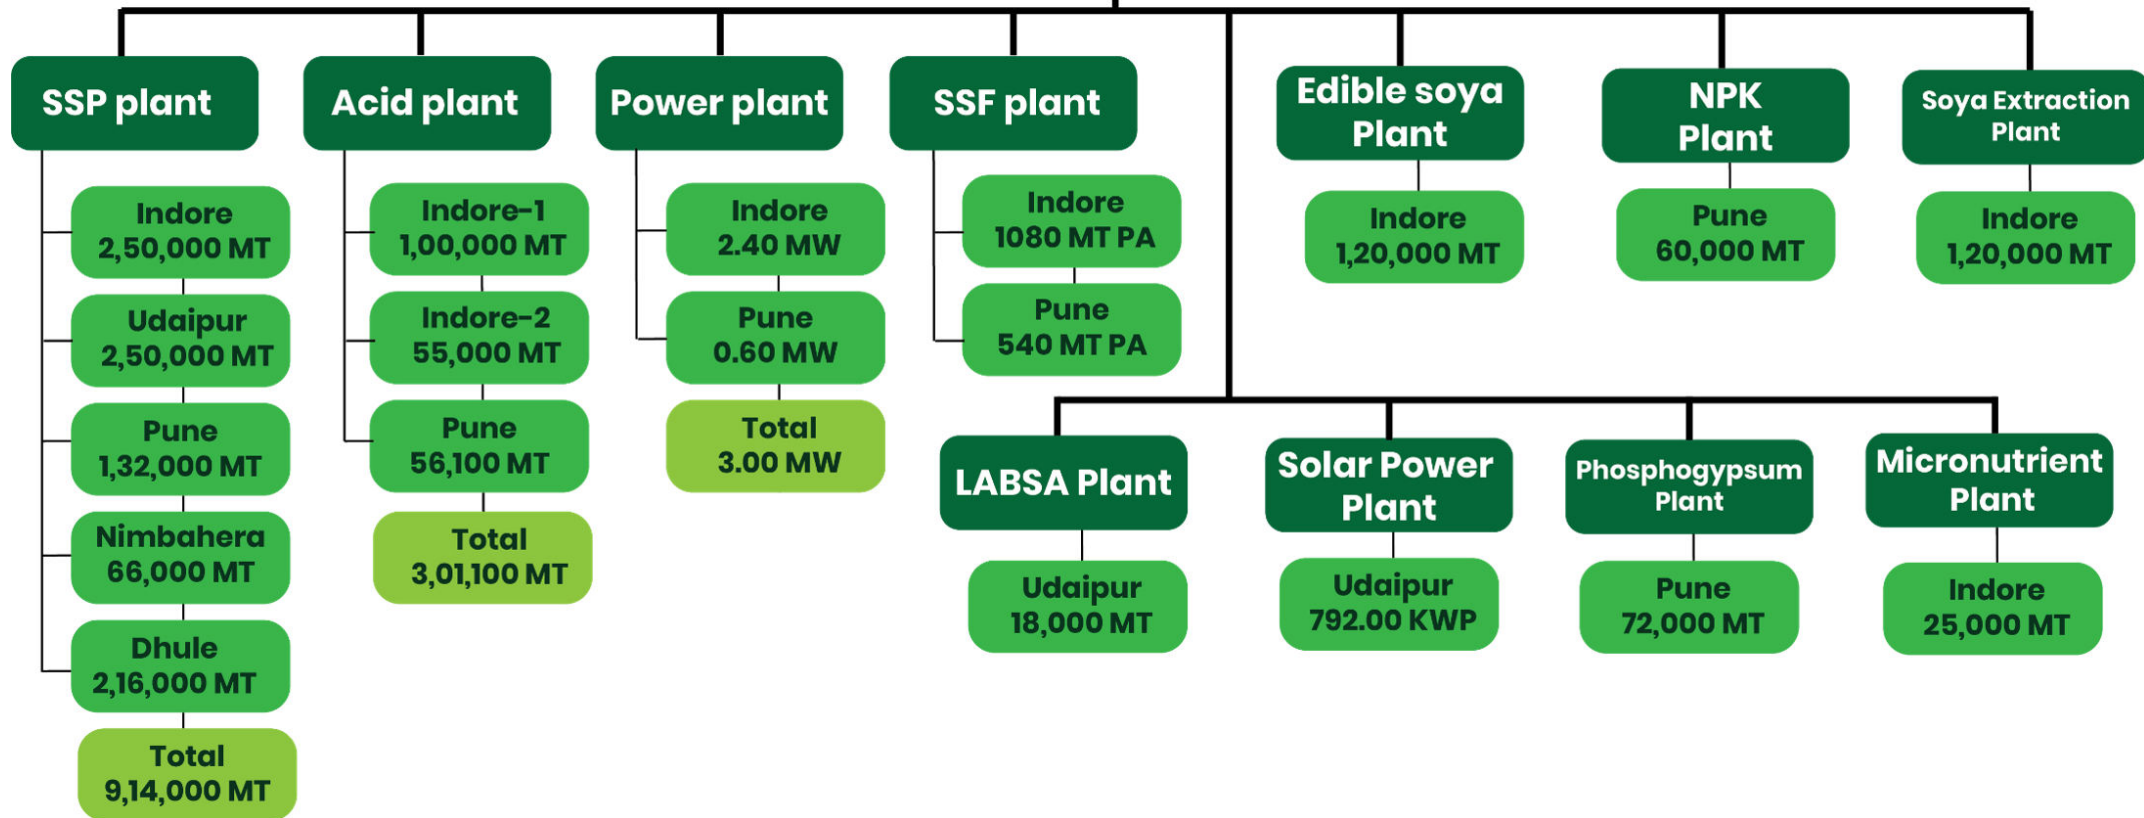 SSP plant
Indore
2,50,000 MT
Udaipur
2,50,000 MT
Pune
1,32,000 MT
Nimbahera
66,000 MT
Dhule
2,16,000 MT
Total
9,14,000 MT
Acid plant
Indore-1
1,00,000 MT
Indore-2
55,000 MT
Pune
56,100 MT
Total
3,01,100 MT
Power plant
Indore
2.40 MW
Pune
0.60 MW
Total
3.00 MW
SSF plant
Indore
1080 MT PA
Pune
540 MT PA
Edible soya
Plant
Indore
1,20,000 MT
NPK
Plant
Pune
60,000 MT
Soya Extraction
Plant
Indore
1,20,000 MT
LABSA Plant
Udaipur
18,000 MT
Solar Power
Plant
Udaipur
792.00 KWP
Phosphogypsum
Plant
Pune
72,000 MT
Micronutrient
Plant
Indore
25,000 MT